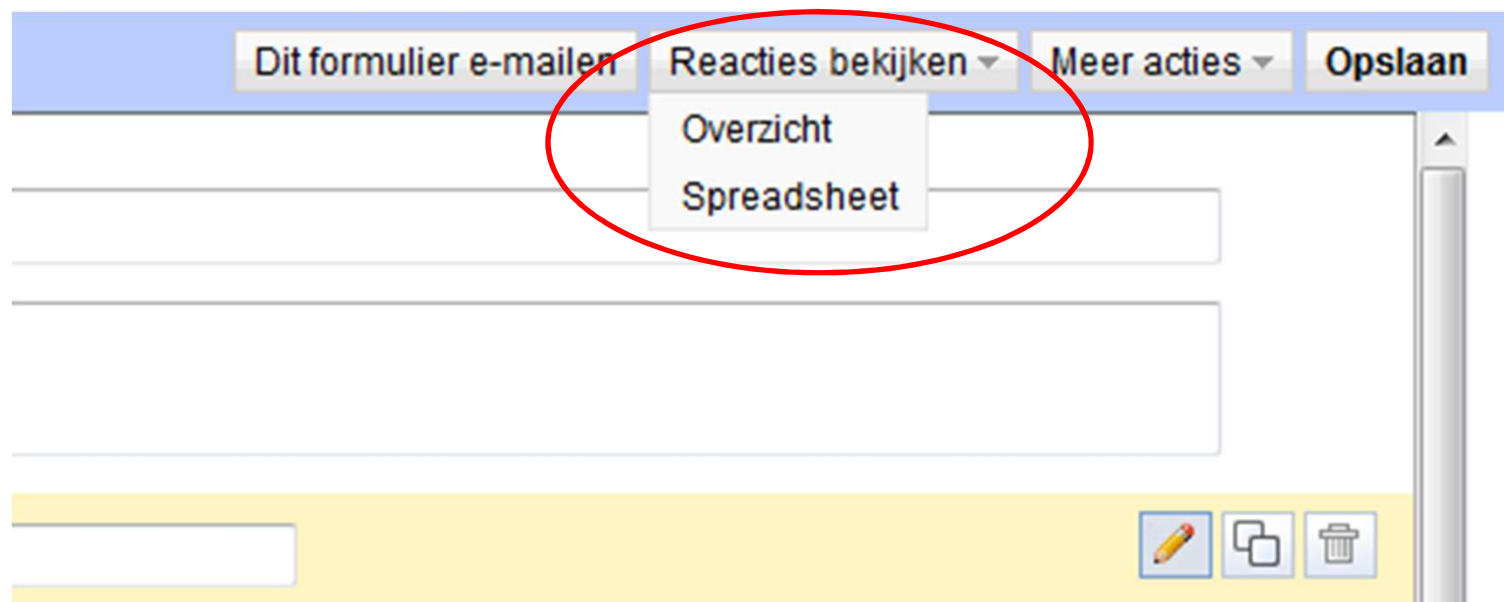 Dit formulier e-mailen Reacties bekijken Meer acties Opslaan
Overzicht
Spreadsheet